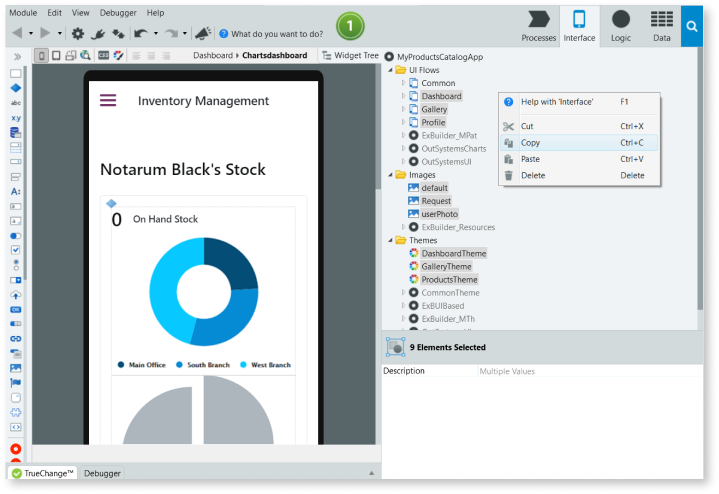 Module Edit View Debugger Help
What do you want to do?
1
Processes
Interface
Logic
Data
Dashboard
Chartsdashboard
Widget Tree
abc
x.y
CSS
Inventory Management
Notarum Black's Stock
0 On Hand Stock
Main Office South Branch West Branch
MyProductsCatalogApp
UI Flows
Common
Dashboard
Gallery
Profile
ExBuilder_MPat
OutSystemsCharts
OutSystemsUI
Images
default
Request
userPhoto
ExBuilder_Resources
Themes
DashboardTheme
GalleryTheme
ProductsTheme
CommonTheme
ExBUIBased
ExBuilder_MTh
Help with 'Interface' F1
Cut Ctrl+X
Copy Ctrl+C
Paste Ctrl+V
Delete Delete
9 Elements Selected
Description Multiple Values
TrueChange™ Debugger